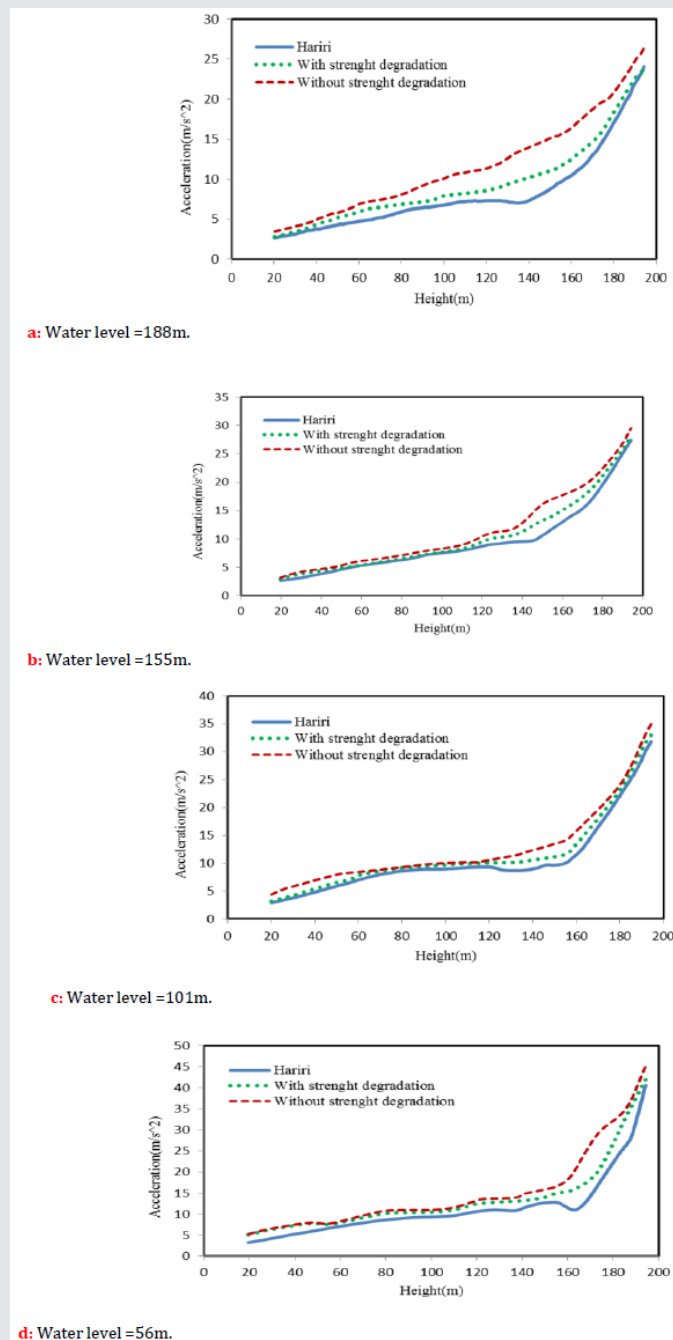 30
25
20
15
10
5
0
Acceleration(m/s^2)
Hariri
With strenght degradation
Without strenght degradation
0 20 40 60 80 100 120 140 160 180 200
Height(m)
a: Water level =188m.
35
30
25
20
15
10
5
0
Acceleration(m/s^2)
Hariri
With strenght degradation
Without strenght degradation
0 20 40 60 80 100 120 140 160 180 200
Height(m)
b: Water level =155m.
40
35
30
25
20
15
10
5
0
Acceleration(m/s^2)
Hariri
With strenght degradation
Without strenght degradation
0 20 40 60 80 100 120 140 160 180 200
Height(m)
c: Water level =101m.
50
45
40
35
30
25
20
15
10
5
0
Acceleration(m/s^2)
Hariri
With strenght degradation
Without strenght degradation
0 20 40 60 80 100 120 140 160 180 200
Height(m)
d: Water level =56m.